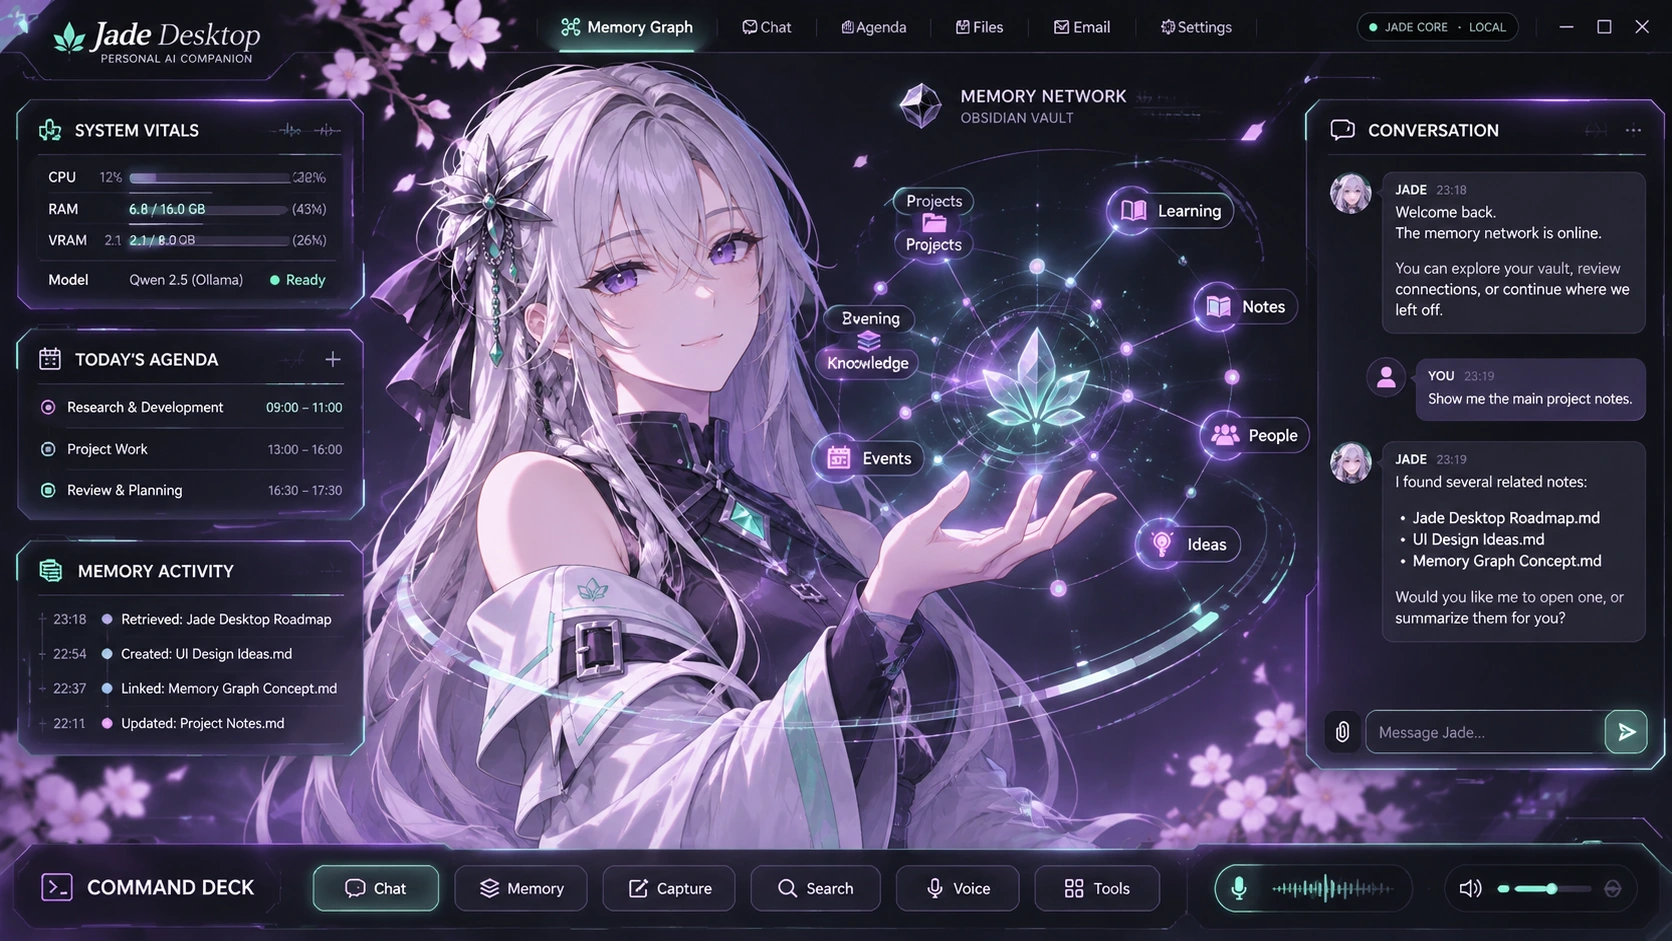 Jade Desktop
PERSONAL AI COMPANION
Memory Graph
Chat
Agenda
Files
Email
Settings
JADE CORE · LOCAL
SYSTEM VITALS
CPU 12%
RAM 6.8 / 16.0 GB (43%)
VRAM 2.1 2.1 / 8.0 GB (26%)
Model Qwen 2.5 (Ollama) Ready
TODAY'S AGENDA
Research & Development 09:00 – 11:00
Project Work 13:00 – 16:00
Review & Planning 16:30 – 17:30
MEMORY ACTIVITY
23:18 Retrieved: Jade Desktop Roadmap
22:54 Created: UI Design Ideas.md
22:37 Linked: Memory Graph Concept.md
22:11 Updated: Project Notes.md
MEMORY NETWORK
OBSIDIAN VAULT
Projects
Projects
Learning
Notes
Evening
Knowledge
Events
People
Ideas
CONVERSATION
JADE 23:18
Welcome back.
The memory network is online.
You can explore your vault, review
connections, or continue where we
left off.
YOU 23:19
Show me the main project notes.
JADE 23:19
I found several related notes:
• Jade Desktop Roadmap.md
• UI Design Ideas.md
• Memory Graph Concept.md
Would you like me to open one, or
summarize them for you?
Message Jade...
COMMAND DECK
Chat
Memory
Capture
Search
Voice
Tools